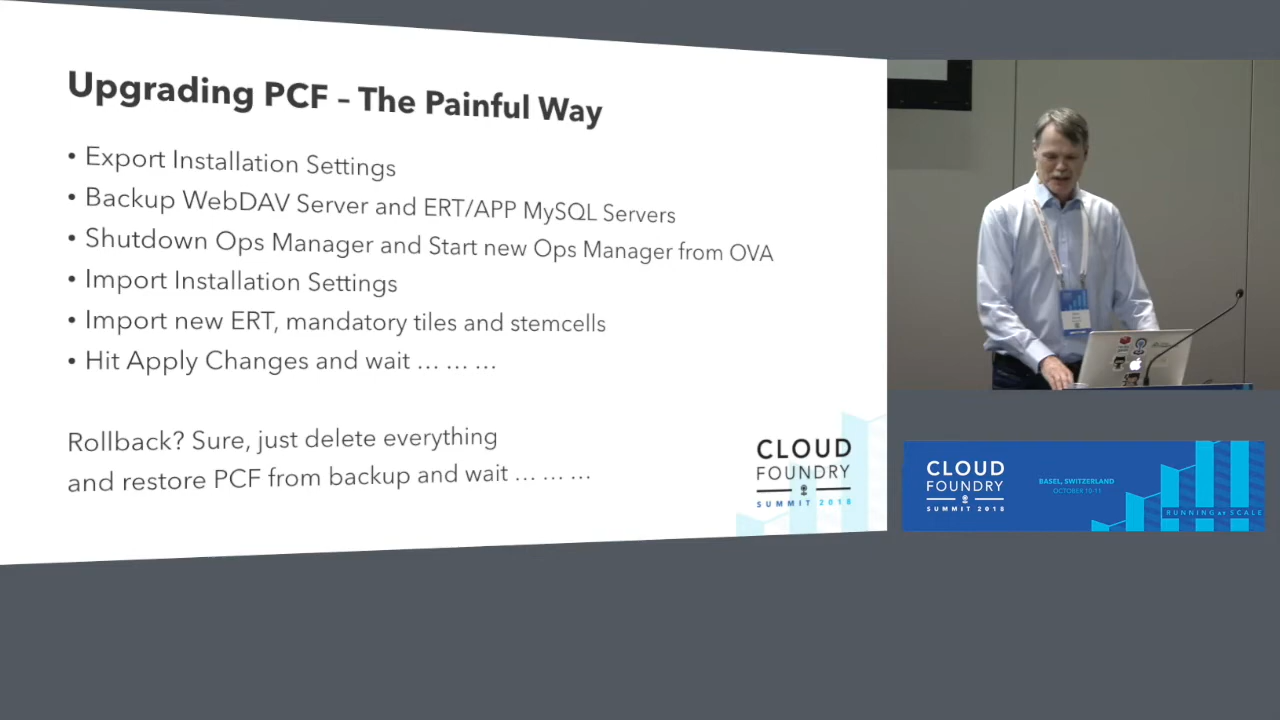 Upgrading PCF – The Painful Way
• Export Installation Settings
• Backup WebDAV Server and ERT/APP MySQL Servers
• Shutdown Ops Manager and Start new Ops Manager from OVA
• Import Installation Settings
• Import new ERT, mandatory tiles and stemcells
• Hit Apply Changes and wait … … …
Rollback? Sure, just delete everything
and restore PCF from backup and wait … … …
CLOUD
FOUNDRY
SUMMIT 2018
CLOUD
FOUNDRY
SUMMIT 2018
BASEL, SWITZERLAND
OCTOBER 10-11
RUNNING AT SCALE